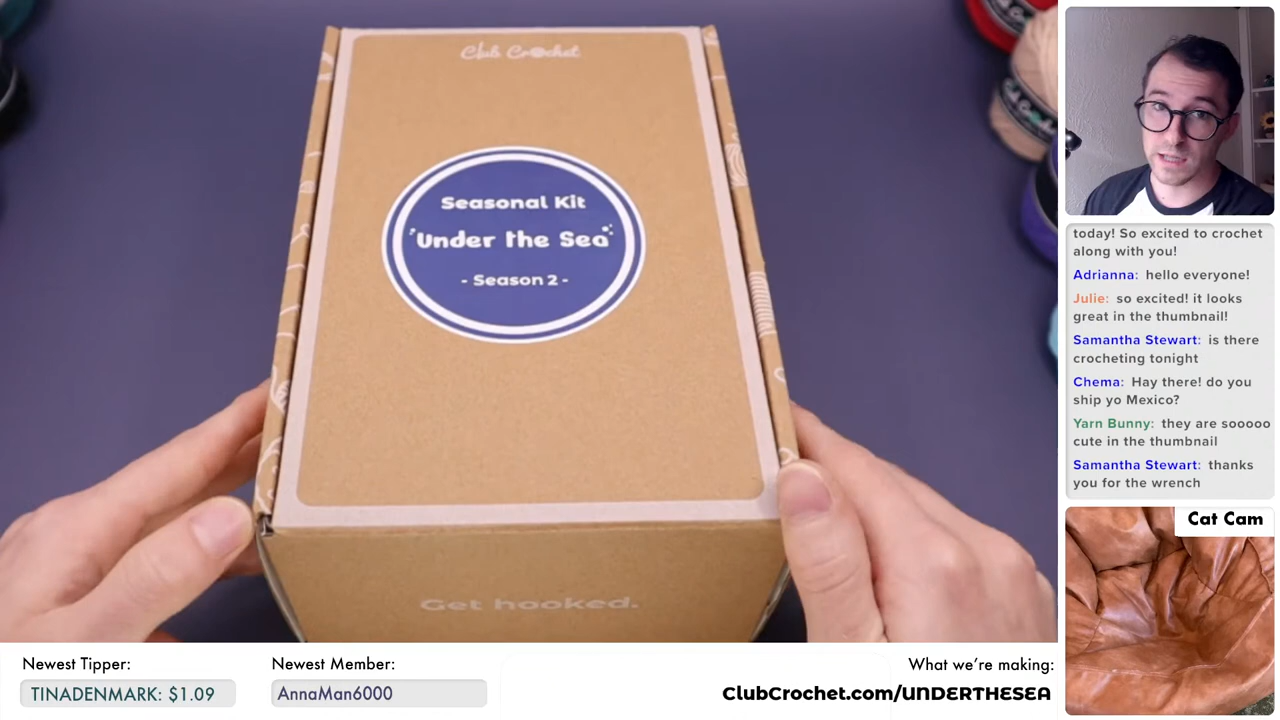 Club Crochet
Seasonal Kit
Under the Sea
- Season 2 -
Get hooked.
today! So excited to crochet
along with you!
Adrianna: hello everyone!
Julie: so excited! it looks
great in the thumbnail!
Samantha Stewart: is there
crocheting tonight
Chema: Hay there! do you
ship yo Mexico?
Yarn Bunny: they are sooooo
cute in the thumbnail
Samantha Stewart: thanks
you for the wrench
Cat Cam
Newest Tipper:
TINADENMARK: $1.09
Newest Member:
AnnaMan6000
What we're making:
ClubCrochet.com/UNDERTHESEA